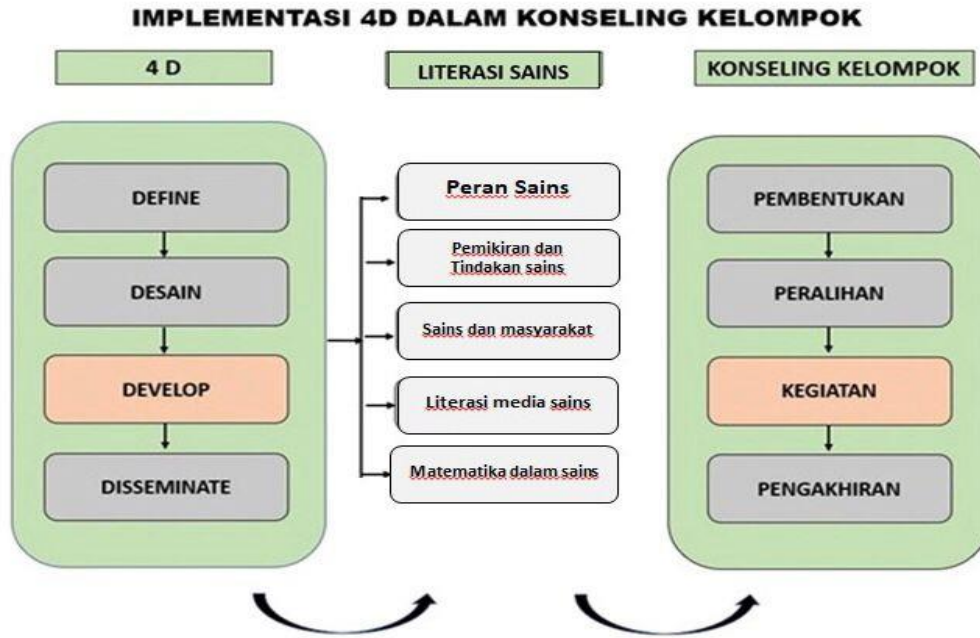 IMPLEMENTASI 4D DALAM KONSELING KELOMPOK
4 D
LITERASI SAINS
KONSELING KELOMPOK
DEFINE
DESAIN
DEVELOP
DISSEMINATE
Peran Sains
Pemikiran dan
Tindakan sains
Sains dan masyarakat
Literasi media sains
Matematika dalam sains
PEMBENTUKAN
PERALIHAN
KEGIATAN
PENGAKHIRAN